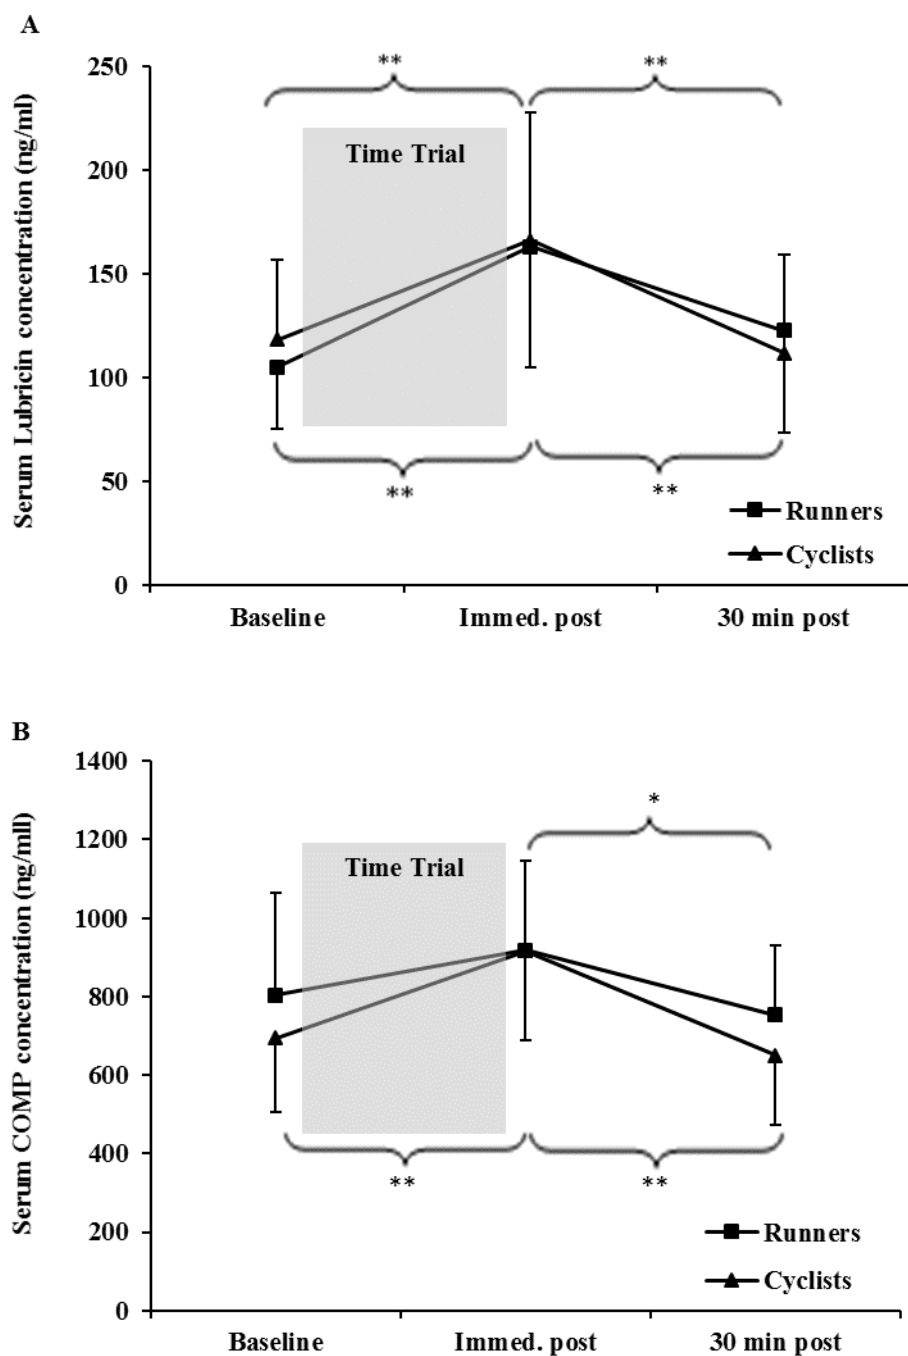 A
250
200
150
100
50
0
Serum Lubricin concentration (ng/ml)
** **
Time Trial
** **
Runners
Cyclists
Baseline Immed. post 30 min post
B
1400
1200
1000
800
600
400
200
0
Serum COMP concentration (ng/mll)
*
Time Trial
** **
Runners
Cyclists
Baseline Immed. post 30 min post